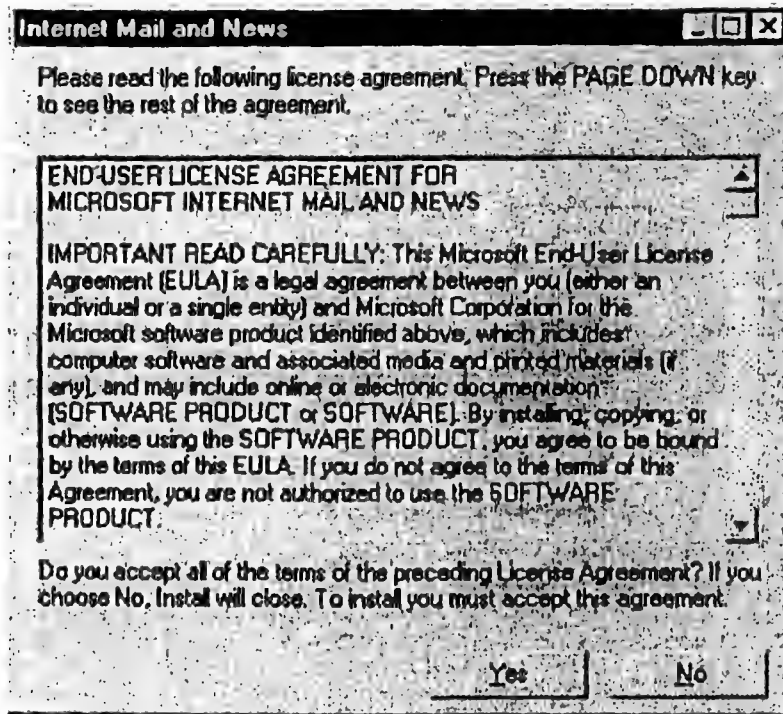 Internet Mail and News
Please read the following license agreement. Press the PAGE DOWN key
to see the rest of the agreement.
END-USER LICENSE AGREEMENT FOR
MICROSOFT INTERNET MAIL AND NEWS
IMPORTANT READ CAREFULLY: This Microsoft End-User License
Agreement (EULA) is a legal agreement between you (either an
individual or a single entity) and Microsoft Corporation for the
Microsoft software product identified above, which includes
computer software and associated media and printed materials (if
any), and may include online or electronic documentation
(SOFTWARE PRODUCT or SOFTWARE). By installing, copying, or
otherwise using the SOFTWARE PRODUCT, you agree to be bound
by the terms of this EULA. If you do not agree to the terms of this
Agreement, you are not authorized to use the SOFTWARE
PRODUCT.
Do you accept all of the terms of the preceding License Agreement? If you
choose No, Install will close. To install you must accept this agreement.
Yes No